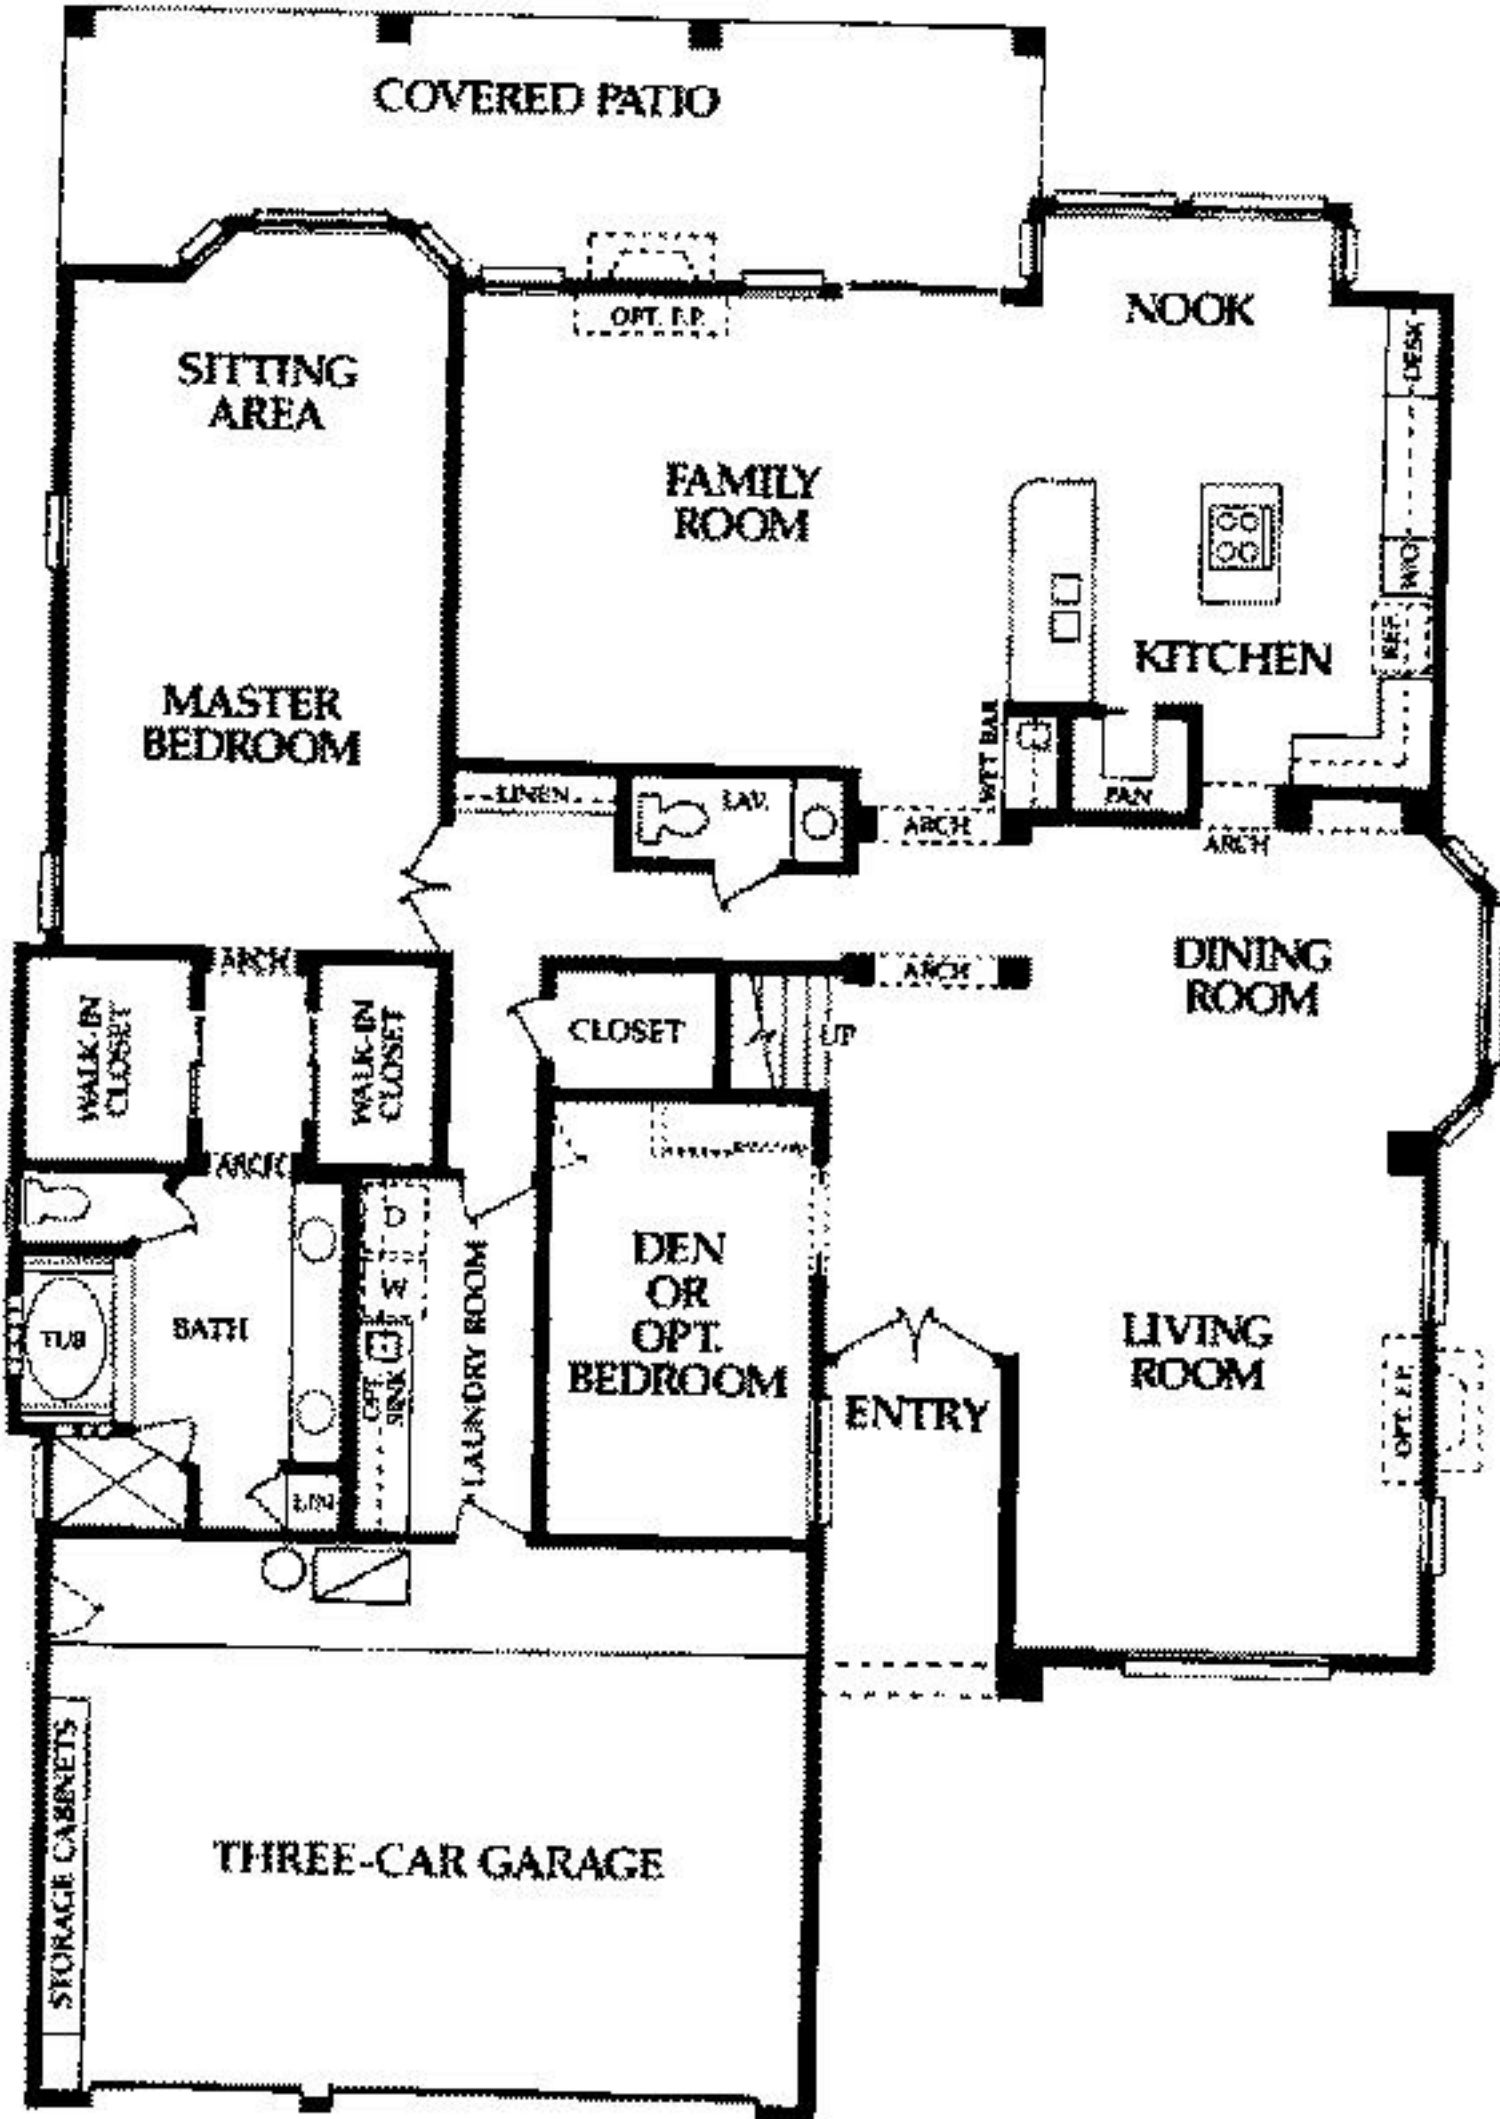 COVERED PATIO
NOOK
OPT. F.P.
DESK
SITTING
AREA
FAMILY
ROOM
W/O
REF.
KITCHEN
MASTER
BEDROOM
WET BAR
LINEN
LAV.
PAN
ARCH
ARCH
DINING
ROOM
ARCH
ARCH
WALK-IN
CLOSET
WALK-IN
CLOSET
CLOSET
UP
ARCH
D
W
OPT.
SINK
LAUNDRY ROOM
DEN
OR
OPT.
BEDROOM
TUB
BATH
LIVING
ROOM
ENTRY
OPT. F.P.
LIN
STORAGE CABINETS
THREE-CAR GARAGE